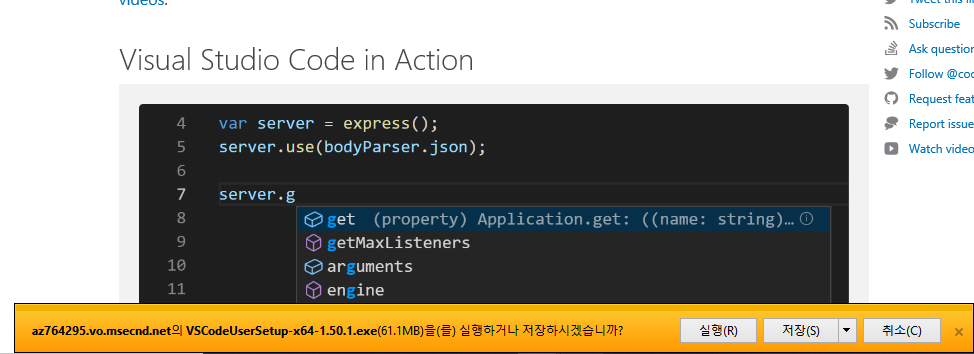 videos.
Tweet this li
Subscribe
Ask question
Follow @coc
Request feat
Report issue
Watch video
Visual Studio Code in Action
4 var server = express();
5 server.use(bodyParser.json);
6
7 server.g
8 get (property) Application.get: ((name: string)…
9 getMaxListeners
10 arguments
11 engine
az764295.vo.msecnd.net의 VSCodeUserSetup-x64-1.50.1.exe(61.1MB)을(를) 실행하거나 저장하시겠습니까? 실행(R) 저장(S) 취소(C)